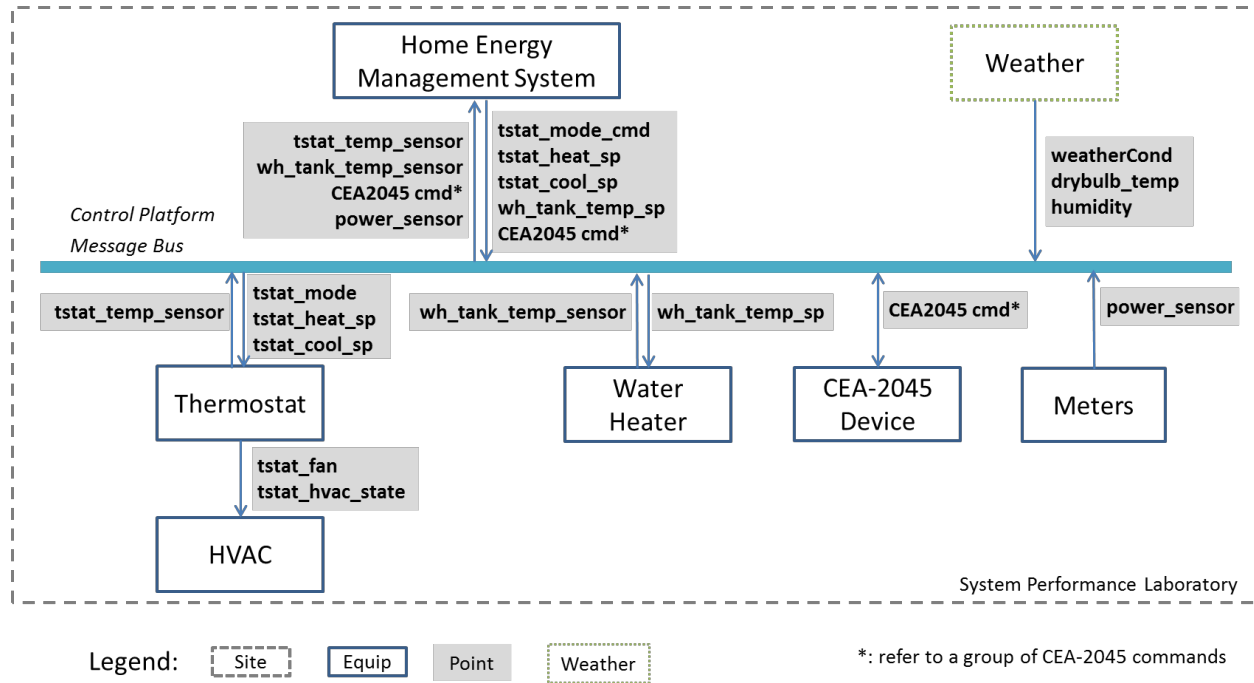 Home Energy
Management System
Weather
tstat_temp_sensor
wh_tank_temp_sensor
CEA2045 cmd*
power_sensor
tstat_mode_cmd
tstat_heat_sp
tstat_cool_sp
wh_tank_temp_sp
CEA2045 cmd*
weatherCond
drybulb_temp
humidity
Control Platform
Message Bus
tstat_temp_sensor
tstat_mode
tstat_heat_sp
tstat_cool_sp
wh_tank_temp_sensor
wh_tank_temp_sp
CEA2045 cmd*
power_sensor
Thermostat
Water
Heater
CEA-2045
Device
Meters
tstat_fan
tstat_hvac_state
HVAC
System Performance Laboratory
Legend:
Site
Equip
Point
Weather
*: refer to a group of CEA-2045 commands